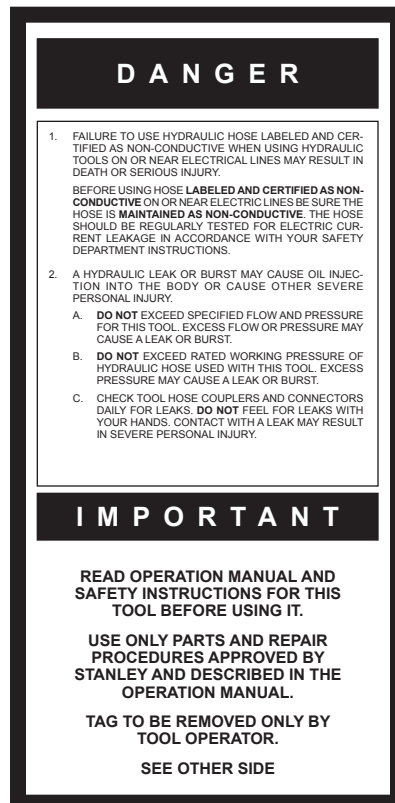 DANGER
1. FAILURE TO USE HYDRAULIC HOSE LABELED AND CER-
TIFIED AS NON-CONDUCTIVE WHEN USING HYDRAULIC
TOOLS ON OR NEAR ELECTRICAL LINES MAY RESULT IN
DEATH OR SERIOUS INJURY.
BEFORE USING HOSE LABELED AND CERTIFIED AS NON-
CONDUCTIVE ON OR NEAR ELECTRIC LINES BE SURE THE
HOSE IS MAINTAINED AS NON-CONDUCTIVE. THE HOSE
SHOULD BE REGULARLY TESTED FOR ELECTRIC CUR-
RENT LEAKAGE IN ACCORDANCE WITH YOUR SAFETY
DEPARTMENT INSTRUCTIONS.
2. A HYDRAULIC LEAK OR BURST MAY CAUSE OIL INJEC-
TION INTO THE BODY OR CAUSE OTHER SEVERE
PERSONAL INJURY.
A. DO NOT EXCEED SPECIFIED FLOW AND PRESSURE
FOR THIS TOOL. EXCESS FLOW OR PRESSURE MAY
CAUSE A LEAK OR BURST.
B. DO NOT EXCEED RATED WORKING PRESSURE OF
HYDRAULIC HOSE USED WITH THIS TOOL. EXCESS
PRESSURE MAY CAUSE A LEAK OR BURST.
C. CHECK TOOL HOSE COUPLERS AND CONNECTORS
DAILY FOR LEAKS. DO NOT FEEL FOR LEAKS WITH
YOUR HANDS. CONTACT WITH A LEAK MAY RESULT
IN SEVERE PERSONAL INJURY.
IMPORTANT
READ OPERATION MANUAL AND
SAFETY INSTRUCTIONS FOR THIS
TOOL BEFORE USING IT.
USE ONLY PARTS AND REPAIR
PROCEDURES APPROVED BY
STANLEY AND DESCRIBED IN THE
OPERATION MANUAL.
TAG TO BE REMOVED ONLY BY
TOOL OPERATOR.
SEE OTHER SIDE